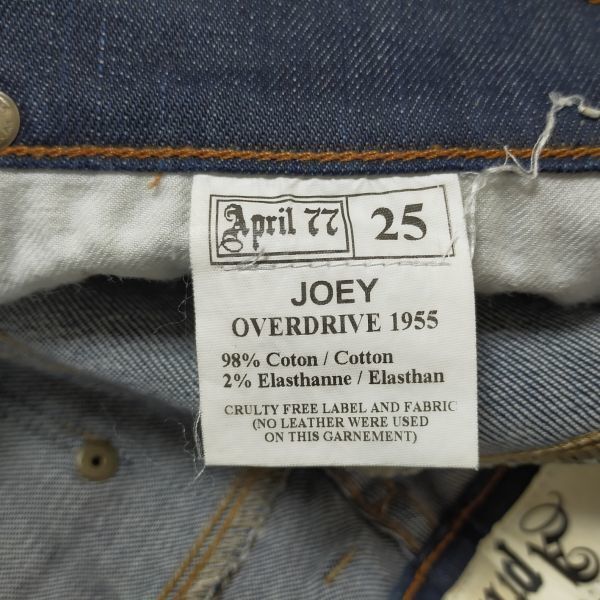 April 77
25
JOEY
OVERDRIVE 1955
98% Coton / Cotton
2% Elasthanne / Elasthan
CRULTY FREE LABEL AND FABRIC
(NO LEATHER WERE USED
ON THIS GARNEMENT)